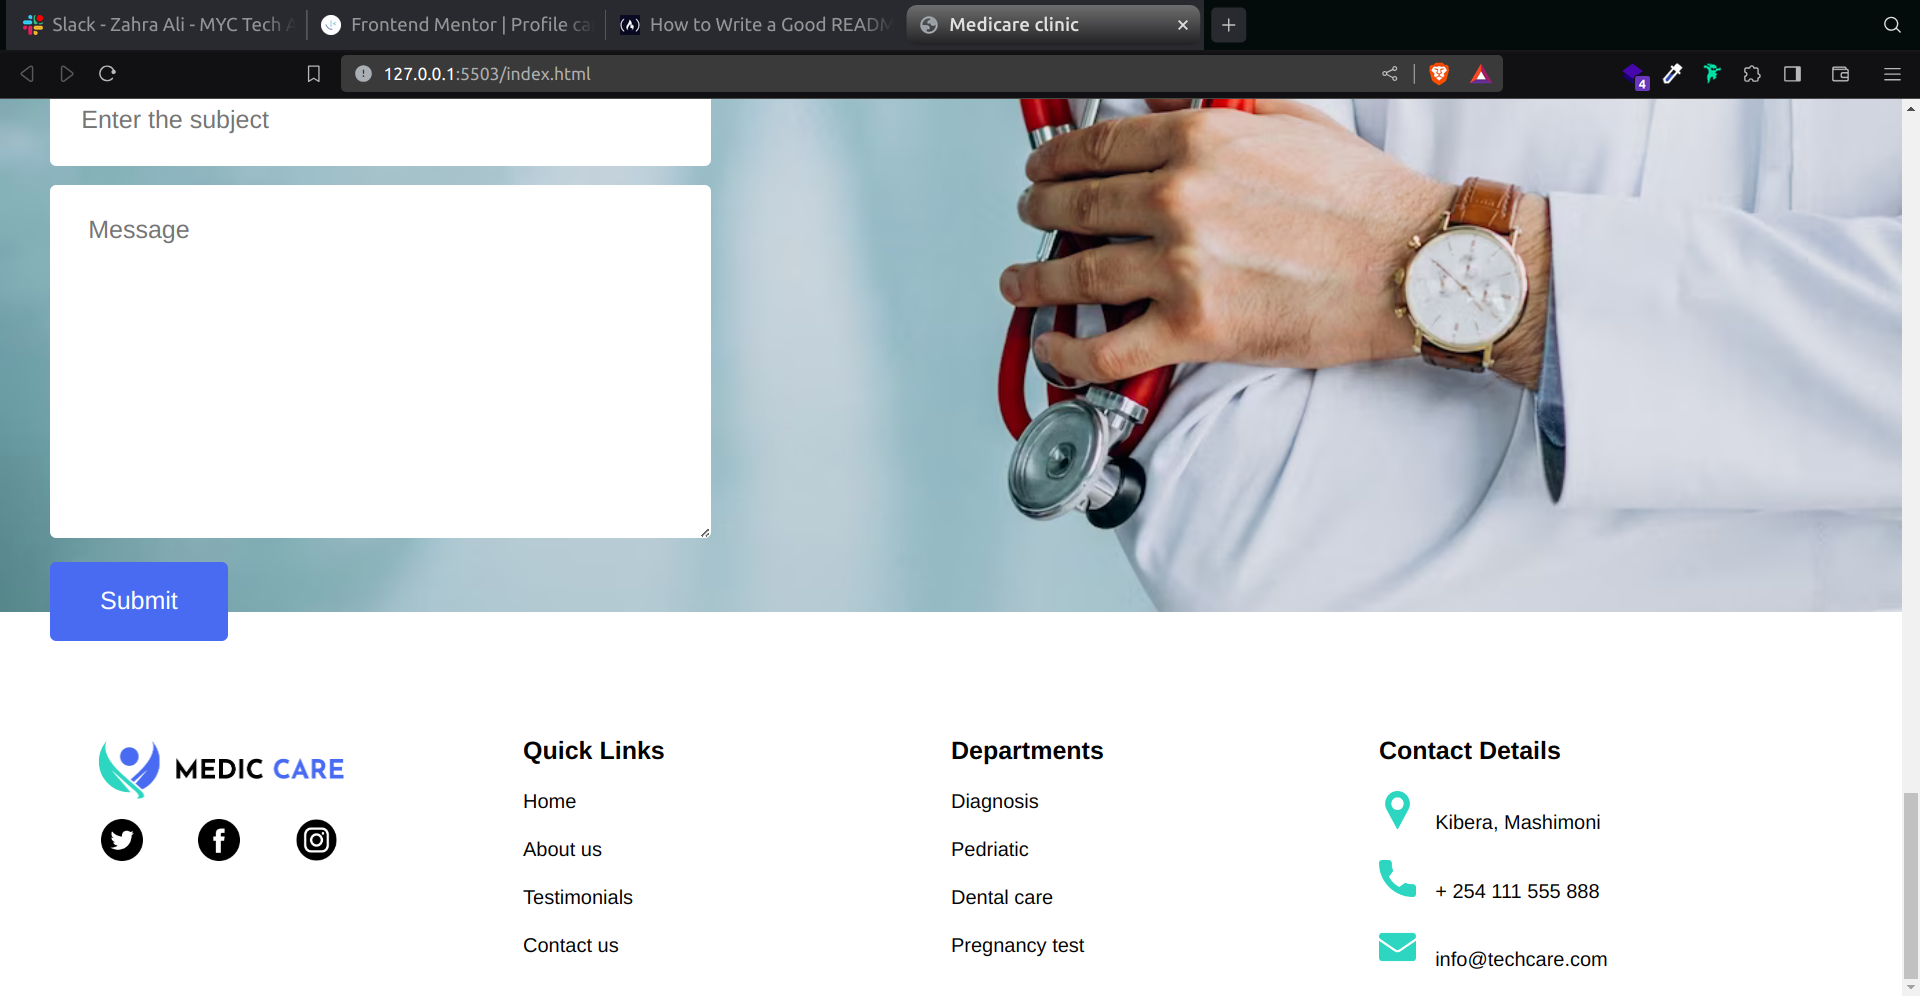 Slack - Zahra Ali - MYC Tech
Frontend Mentor | Profile
How to Write a Good
Medicare clinic
127.0.0.1:5503/index.html
4
Enter the subject
Message
Submit
MEDIC CARE
Quick Links
Home
About us
Testimonials
Contact us
Departments
Diagnosis
Pedriatic
Dental care
Pregnancy test
Contact Details
Kibera, Mashimoni
+ 254 111 555 888
info@techcare.com